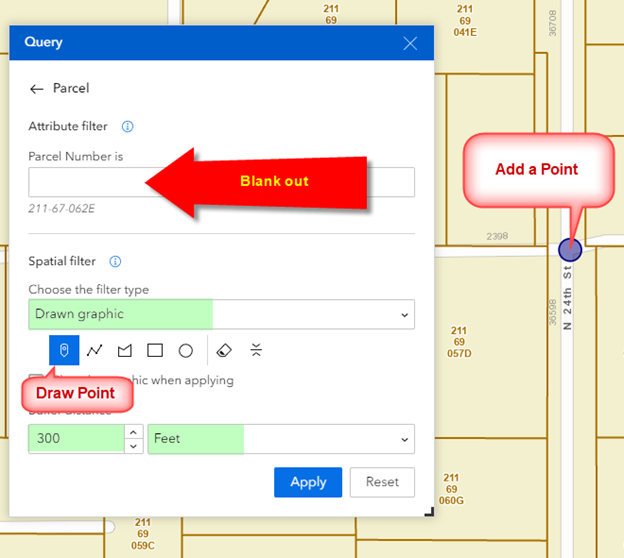 211
69
041E
36708
Query
Parcel
Attribute filter
Parcel Number is
Blank out
211-67-062E
Add a Point
2398
N 24th St
36598
Spatial filter
Choose the filter type
Drawn graphic
211
69
057D
graphic when applying
Draw Point
300
Feet
Apply
Reset
211
69
060G
211
69
059C